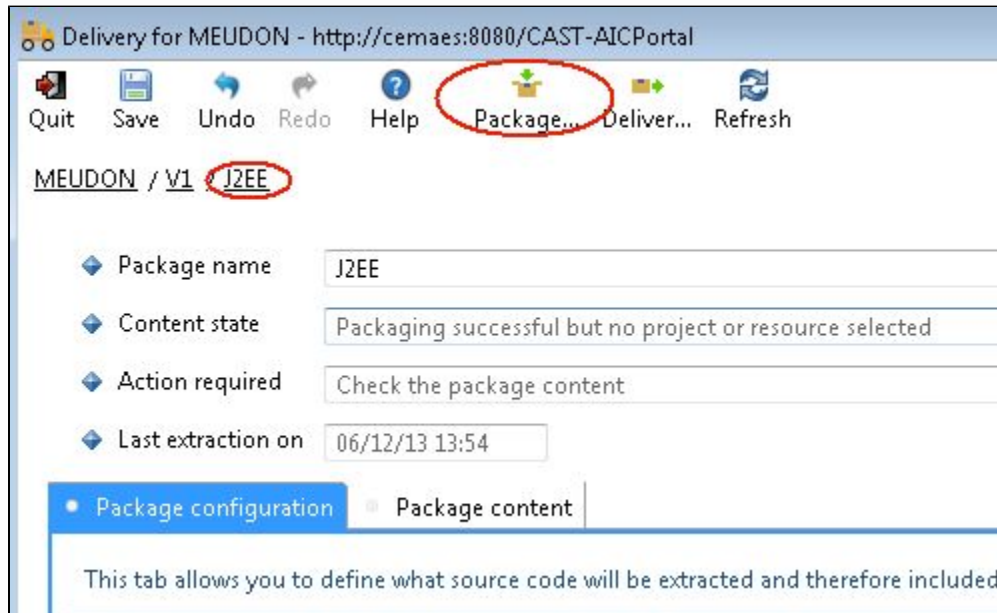 Delivery for MEUDON - http://cemaes:8080/CAST-AICPortal
Quit Save Undo Redo Help Package... Deliver... Refresh
MEUDON / V1 / J2EE
Package name J2EE
Content state Packaging successful but no project or resource selected
Action required Check the package content
Last extraction on 06/12/13 13:54
Package configuration Package content
This tab allows you to define what source code will be extracted and therefore included